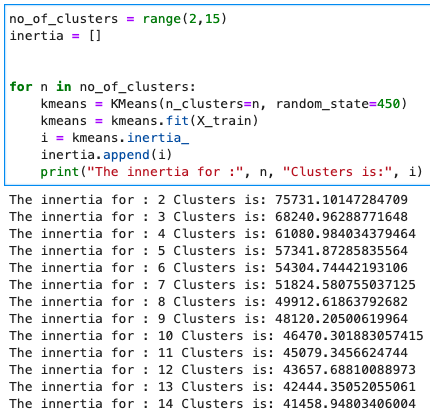 no_of_clusters = range(2,15)
inertia = []
for n in no_of_clusters:
    kmeans = KMeans(n_clusters=n, random_state=450)
    kmeans = kmeans.fit(X_train)
    i = kmeans.inertia_
    inertia.append(i)
    print("The innertia for :", n, "Clusters is:", i)
The innertia for : 2 Clusters is: 75731.10147284709
The innertia for : 3 Clusters is: 68240.96288771648
The innertia for : 4 Clusters is: 61080.984034379464
The innertia for : 5 Clusters is: 57341.87285835564
The innertia for : 6 Clusters is: 54304.74442193106
The innertia for : 7 Clusters is: 51824.580755037125
The innertia for : 8 Clusters is: 49912.61863792682
The innertia for : 9 Clusters is: 48120.20500619964
The innertia for : 10 Clusters is: 46470.301883057415
The innertia for : 11 Clusters is: 45079.3456624744
The innertia for : 12 Clusters is: 43657.68810088973
The innertia for : 13 Clusters is: 42444.35052055061
The innertia for : 14 Clusters is: 41458.94803406004